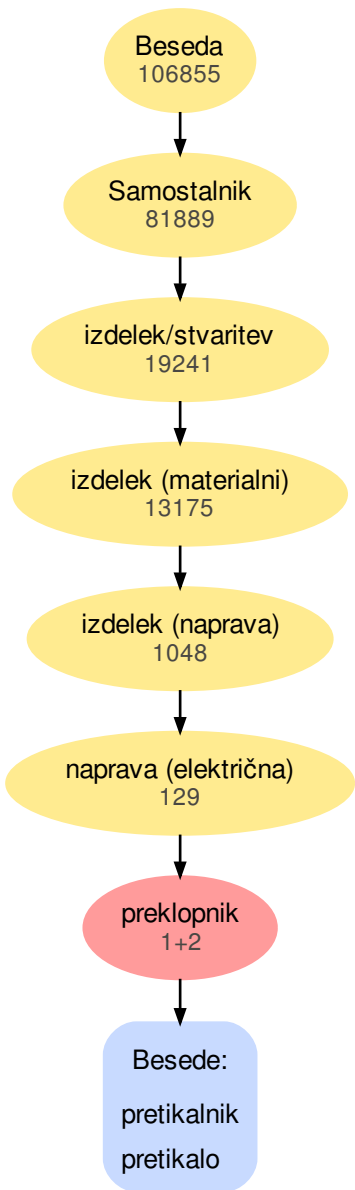 Beseda
106855
Samostalnik
81889
izdelek/stvaritev
19241
izdelek (materialni)
13175
izdelek (naprava)
1048
naprava (eléktrična)
129
preklopnik
1+2
Besede:
pretikalnik
pretikalo